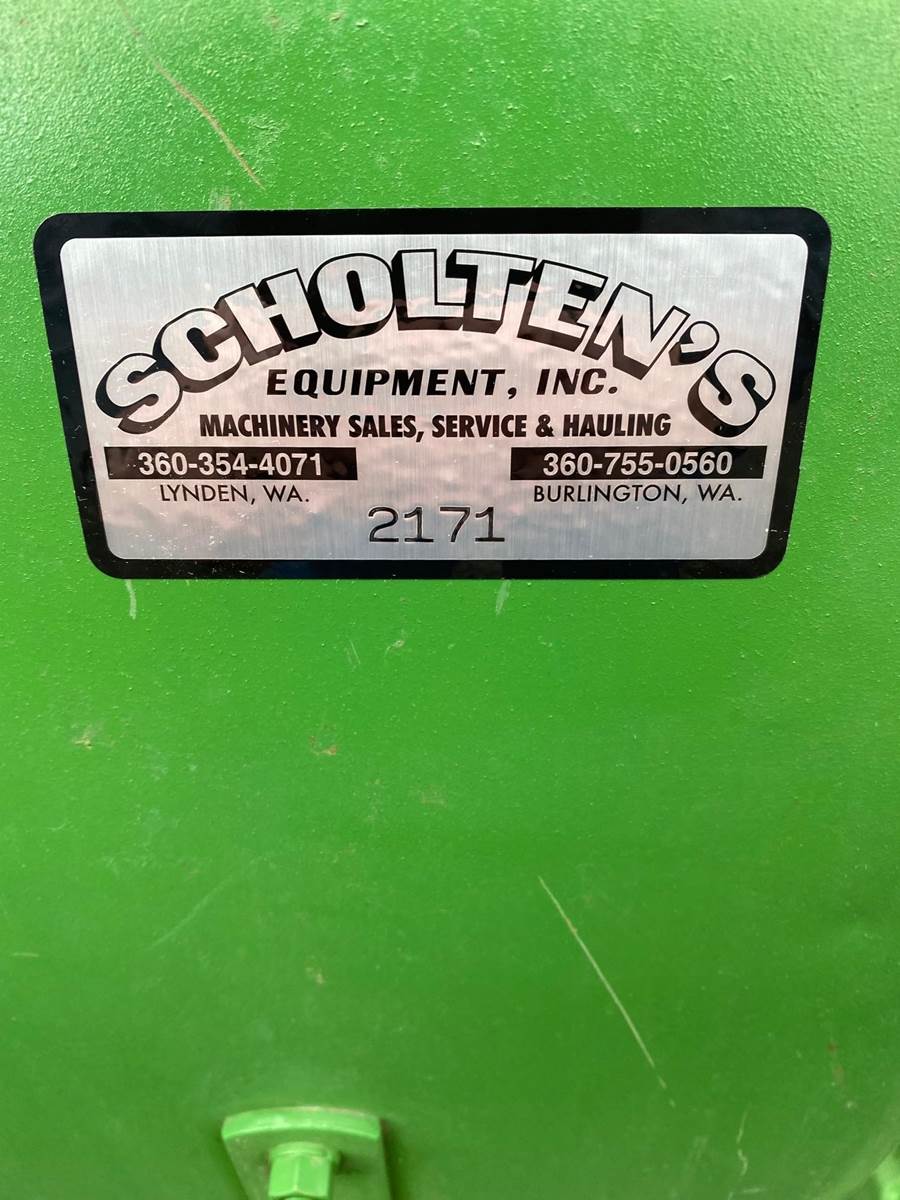 SCHOLTEN'S
EQUIPMENT, INC.
MACHINERY SALES, SERVICE & HAULING
360-354-4071 360-755-0560
LYNDEN, WA. BURLINGTON, WA.
2171